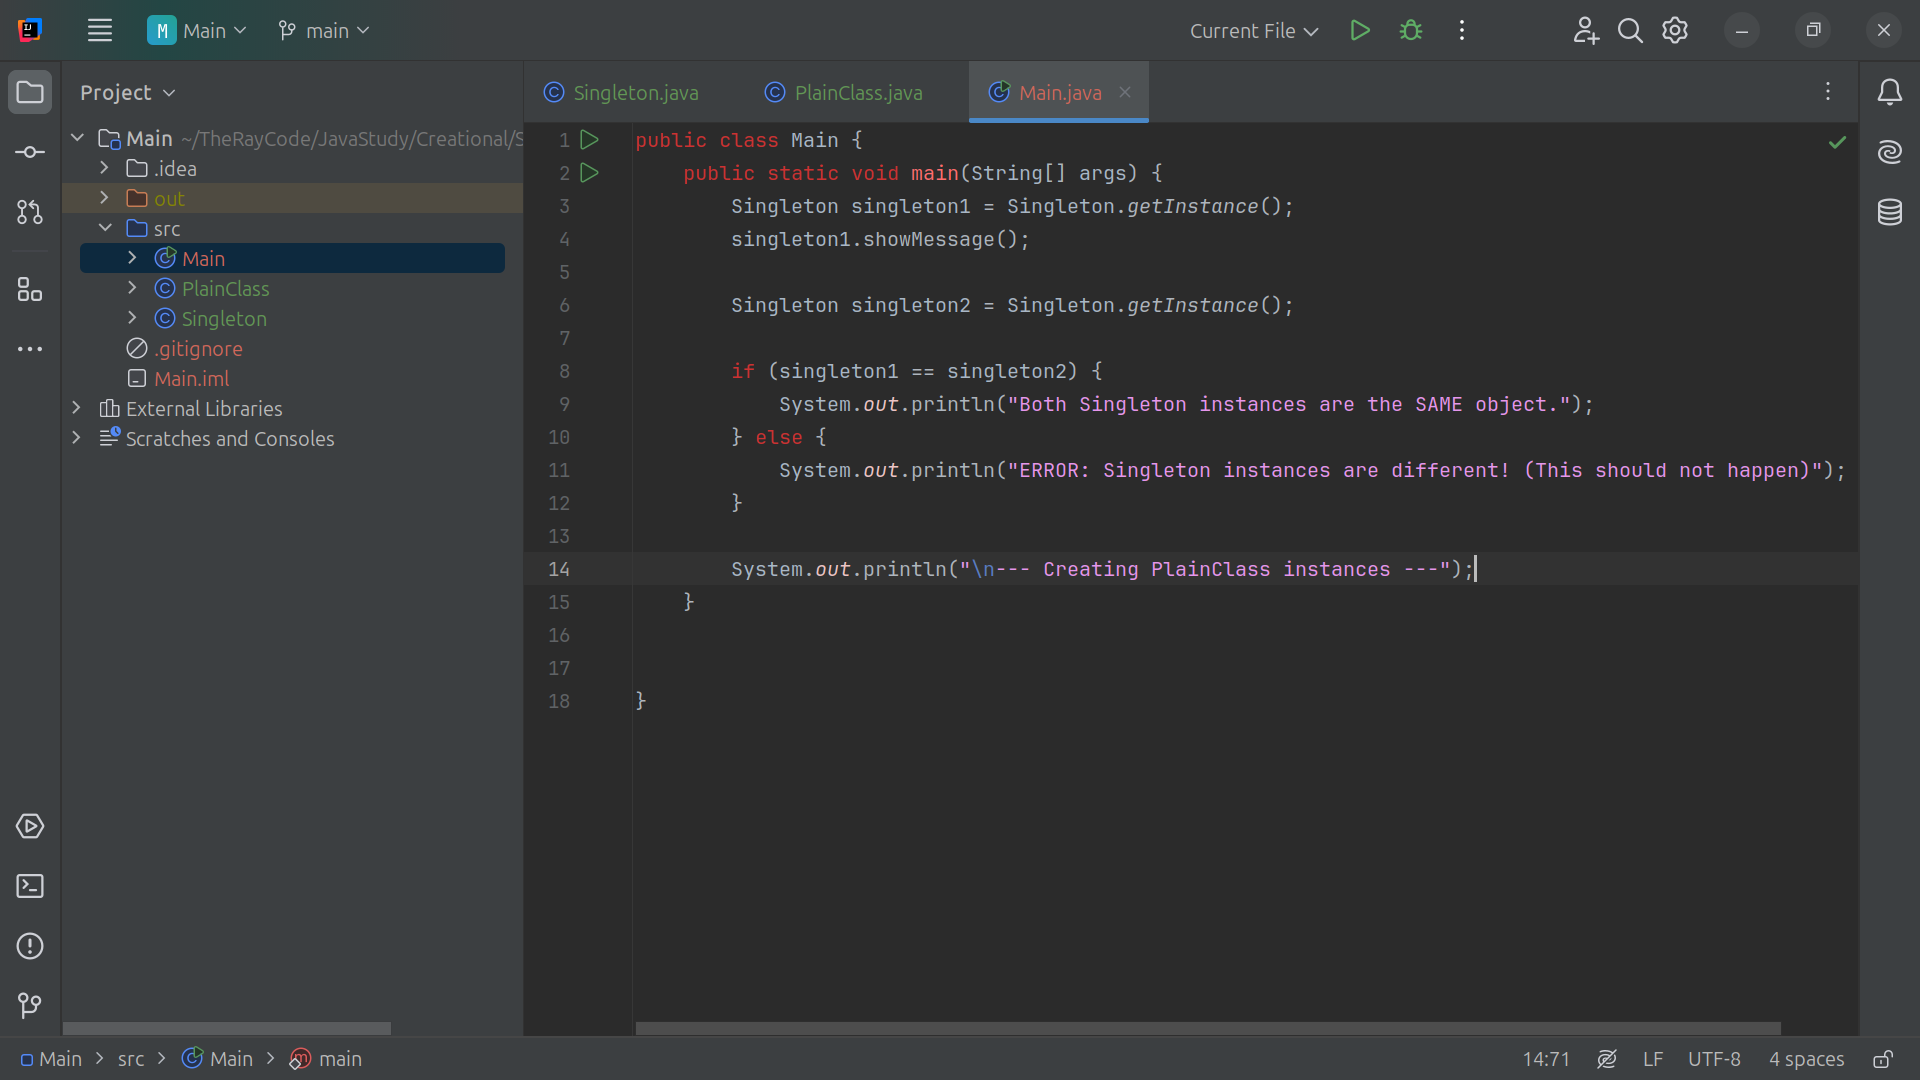 M Main main Current File
Project
Main ~/TheRayCode/JavaStudy/Creational/S
.idea
out
src
Main
PlainClass
Singleton
.gitignore
Main.iml
External Libraries
Scratches and Consoles
Singleton.java PlainClass.java Main.java
1 public class Main {
2 public static void main(String[] args) {
3 Singleton singleton1 = Singleton.getInstance();
4 singleton1.showMessage();
5
6 Singleton singleton2 = Singleton.getInstance();
7
8 if (singleton1 == singleton2) {
9 System.out.println("Both Singleton instances are the SAME object.");
10 } else {
11 System.out.println("ERROR: Singleton instances are different! (This should not happen)");
12 }
13
14 System.out.println("\n--- Creating PlainClass instances ---");
15 }
16
17
18 }
Main > src > Main > main 14:71 LF UTF-8 4 spaces